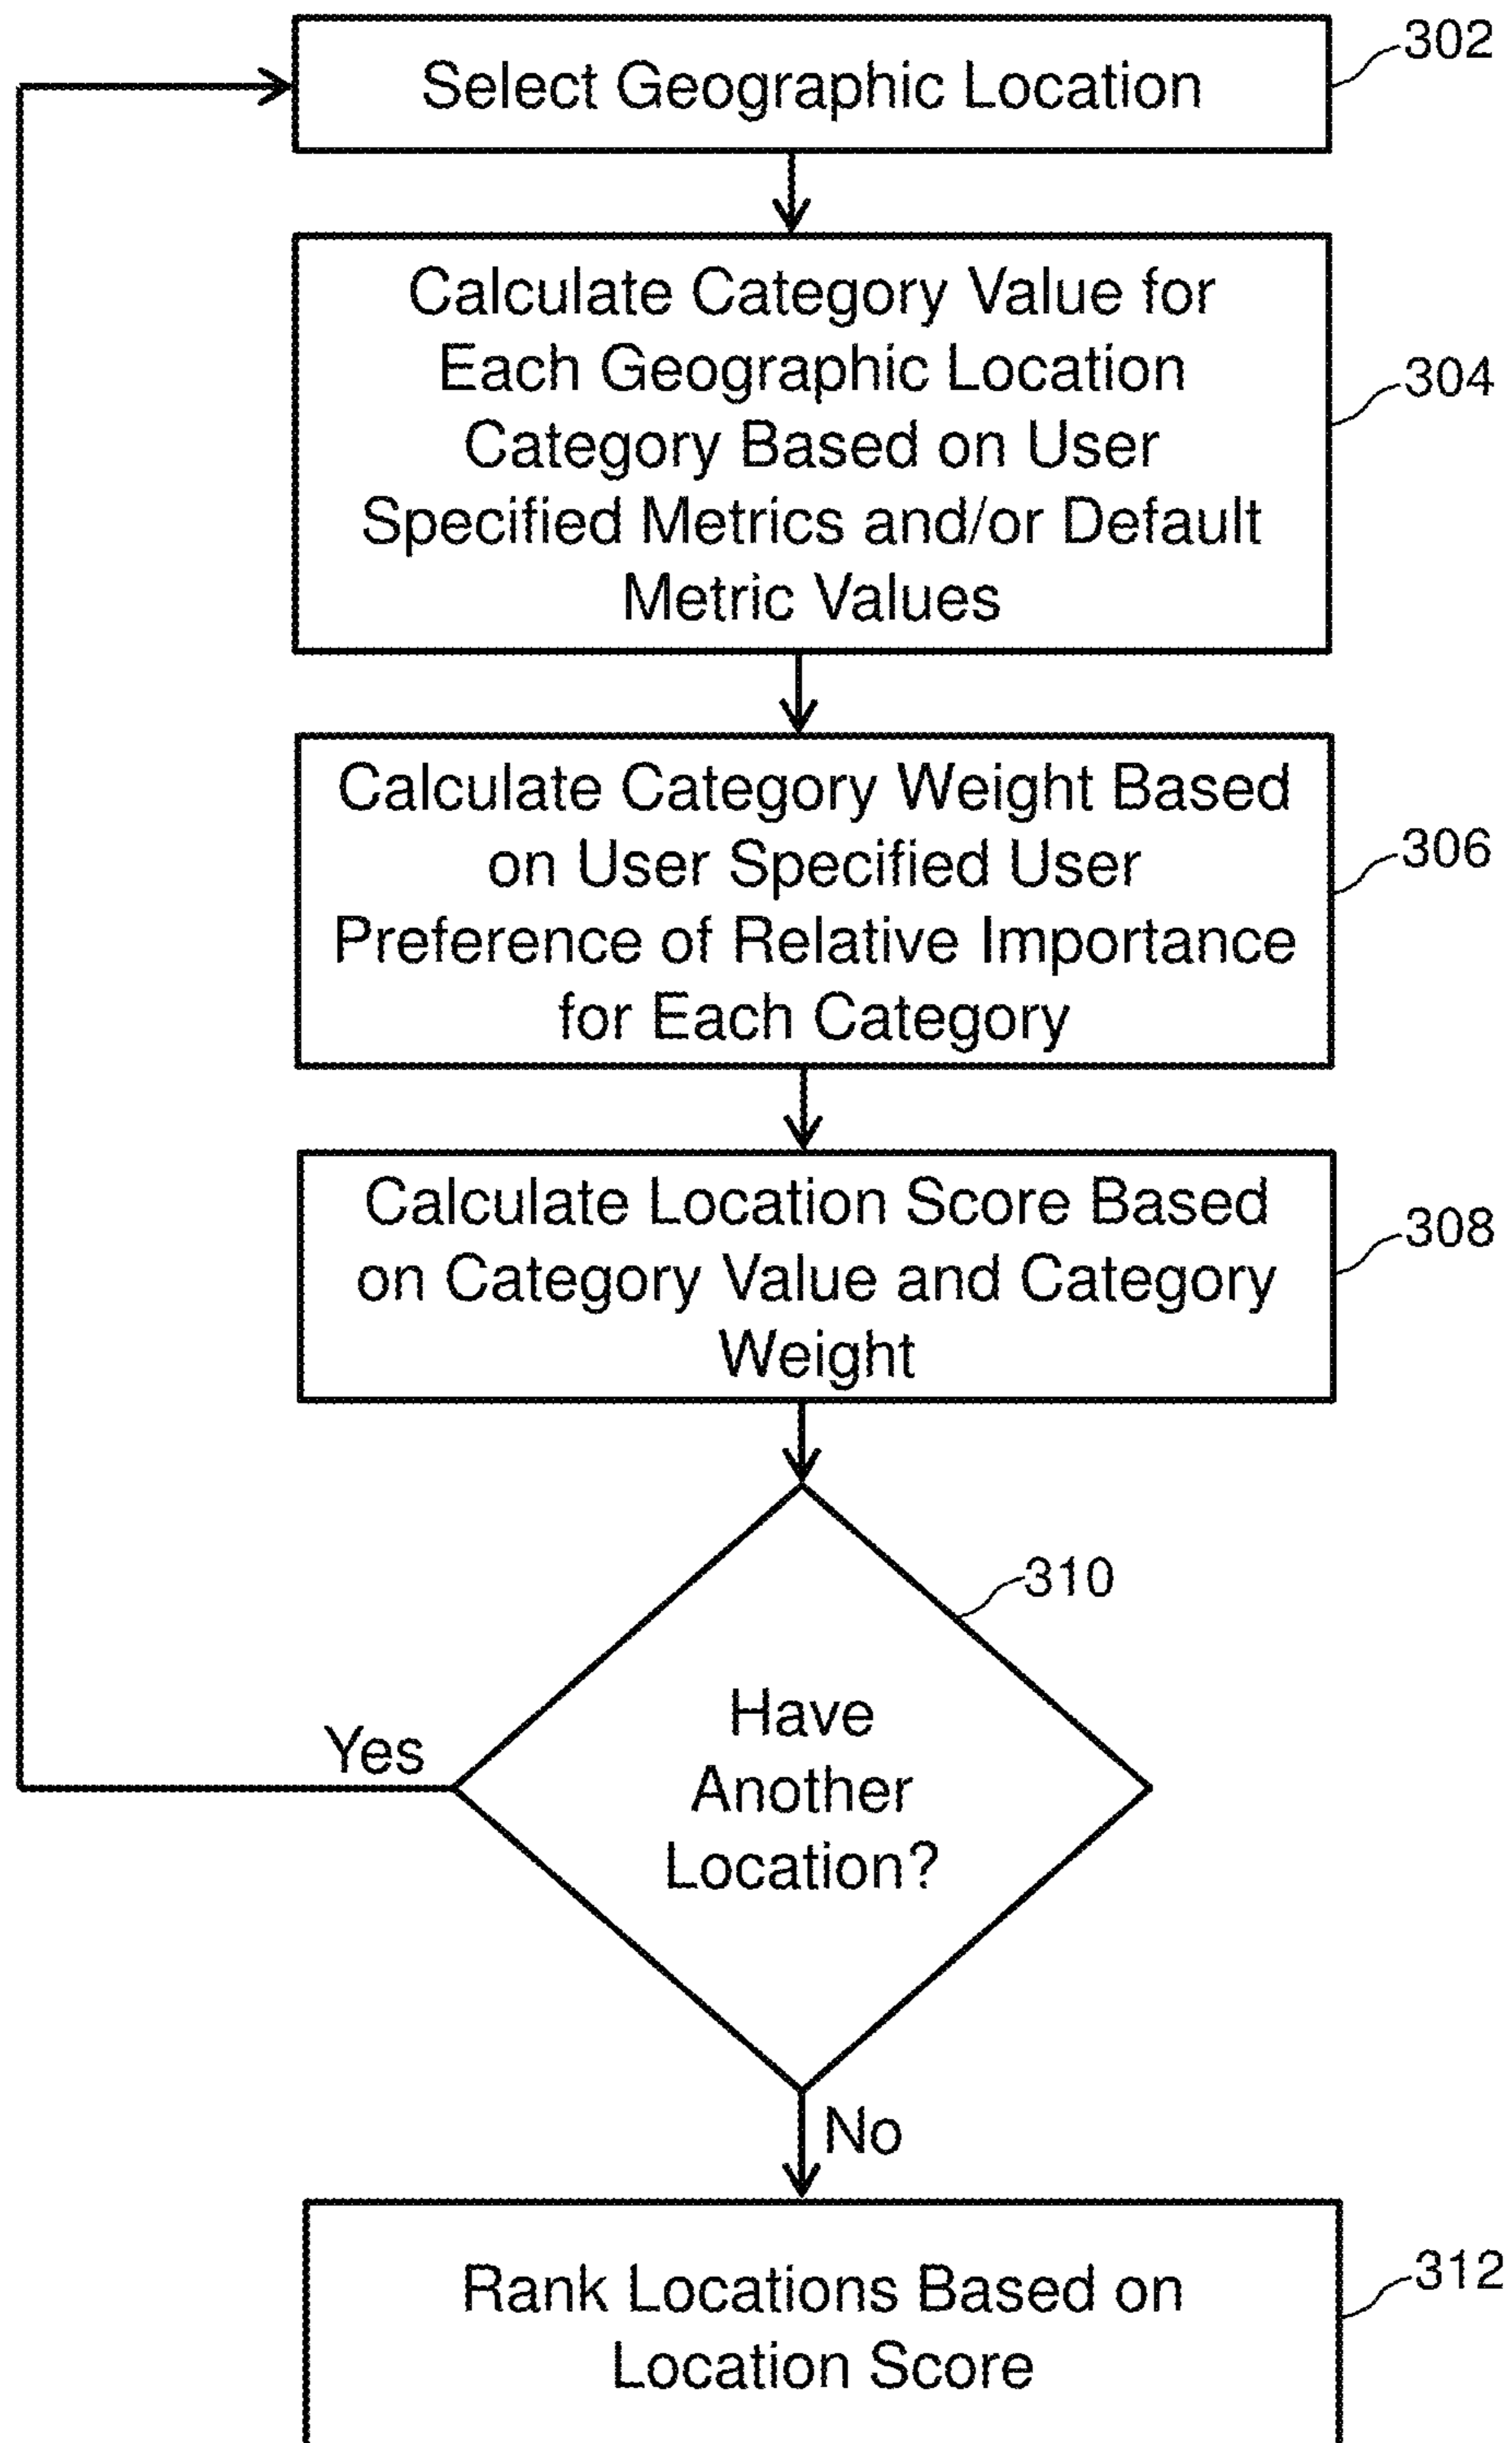 Select Geographic Location
302
Calculate Category Value for
Each Geographic Location
Category Based on User
Specified Metrics and/or Default
Metric Values
304
Calculate Category Weight Based
on User Specified User
Preference of Relative Importance
for Each Category
306
Calculate Location Score Based
on Category Value and Category
Weight
308
310
Have
Another
Location?
Yes
No
Rank Locations Based on
Location Score
312